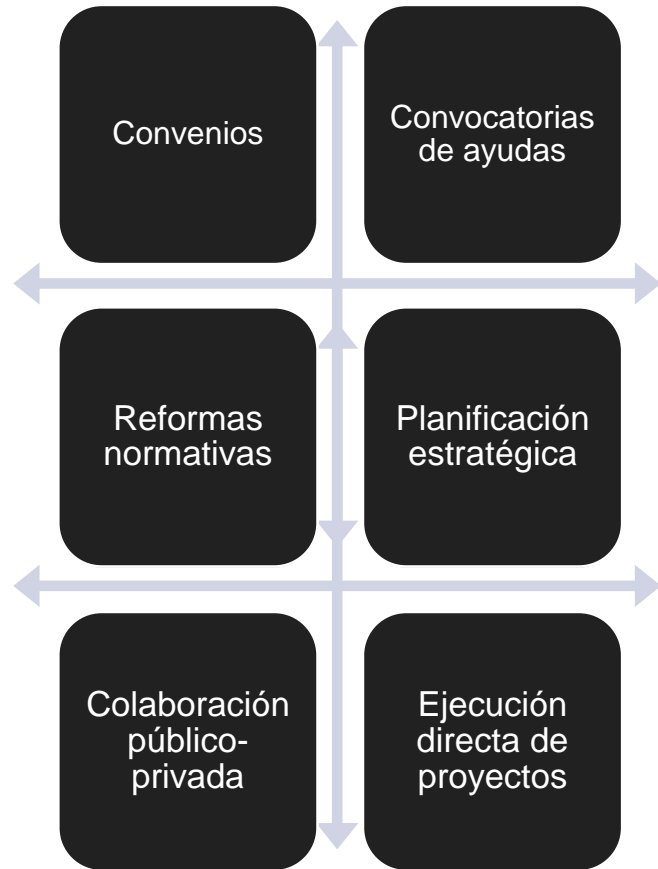 Convenios
Convocatorias
de ayudas
Reformas
normativas
Planificación
estratégica
Colaboración
público-
privada
Ejecución
directa de
proyectos